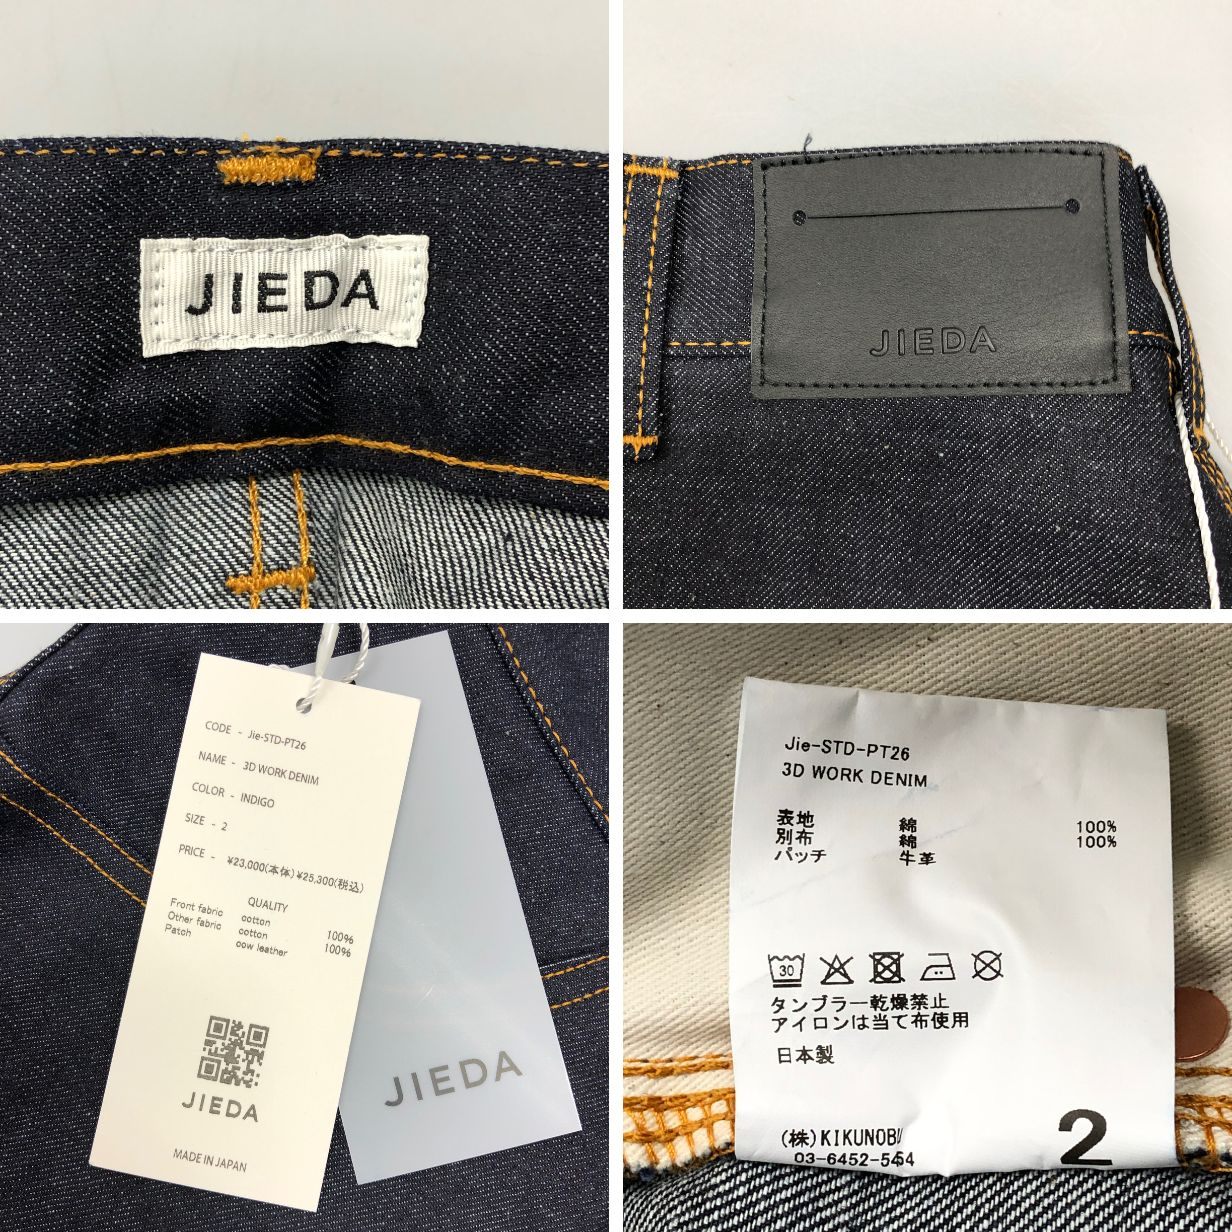 JIEDA
JIEDA
CODE - Jie-STD-PT26
NAME - 3D WORK DENIM
COLOR - INDIGO
SIZE - 2
PRICE - ¥23,000(本体) ¥25,300(税込)
QUALITY
Front fabric cotton 100%
Other fabric cotton 100%
Patch cow leather
JIEDA
MADE IN JAPAN
JIEDA
Jie-STD-PT26
3D WORK DENIM
表地 綿 100%
別布 綿 100%
パッチ 牛革
30
タンブラー乾燥禁止
アイロンは当て布使用
日本製
(株)KIKUNOBU
2